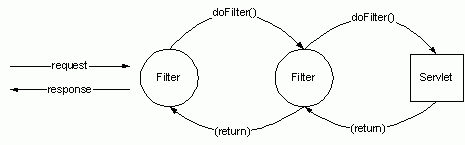 doFilter()
doFilter()
request
response
Filter
Filter
Servlet
(return)
(return)